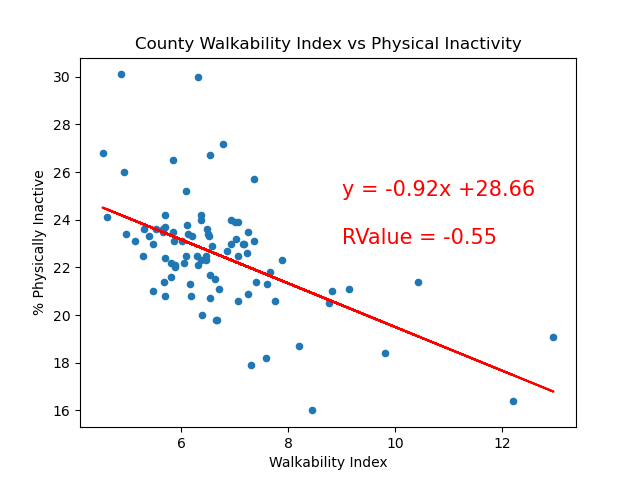 County Walkability Index vs Physical Inactivity
30
28
26
24
22
20
18
16
% Physically Inactive
y = -0.92x +28.66
RValue = -0.55
6 8 10 12
Walkability Index